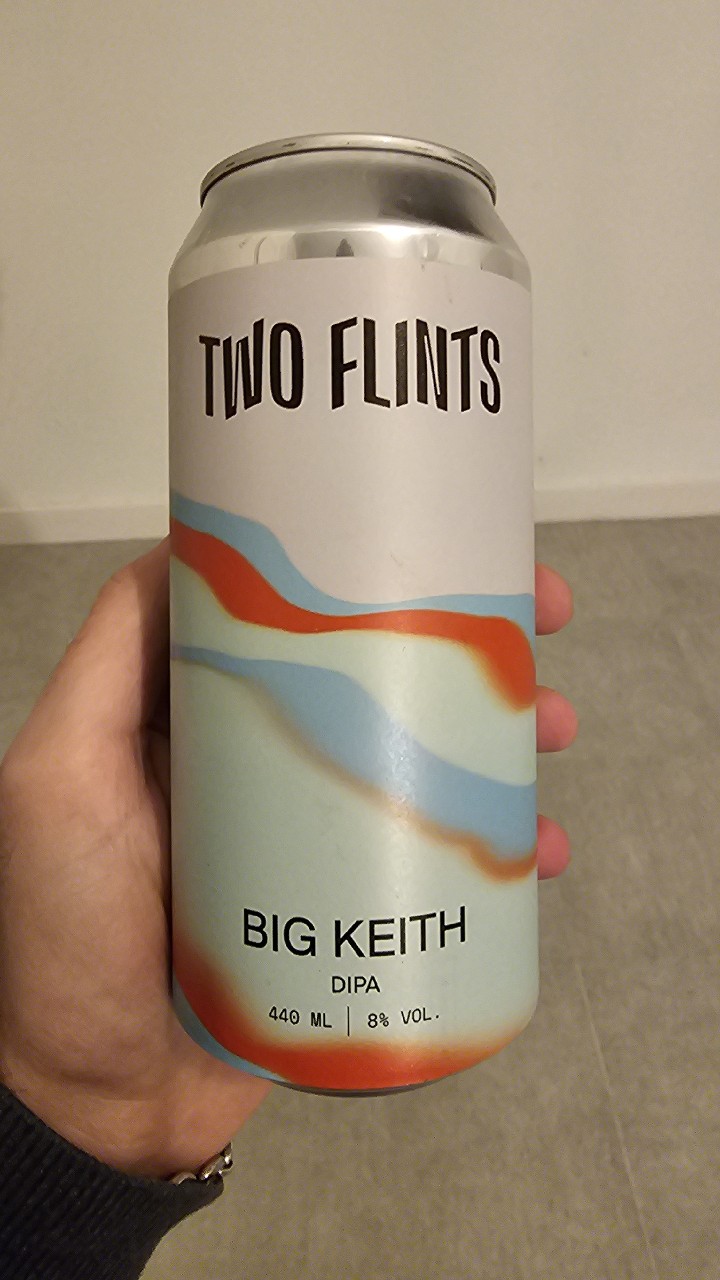 TWO FLINTS
BIG KEITH
DIPA
440 ML | 8% VOL.